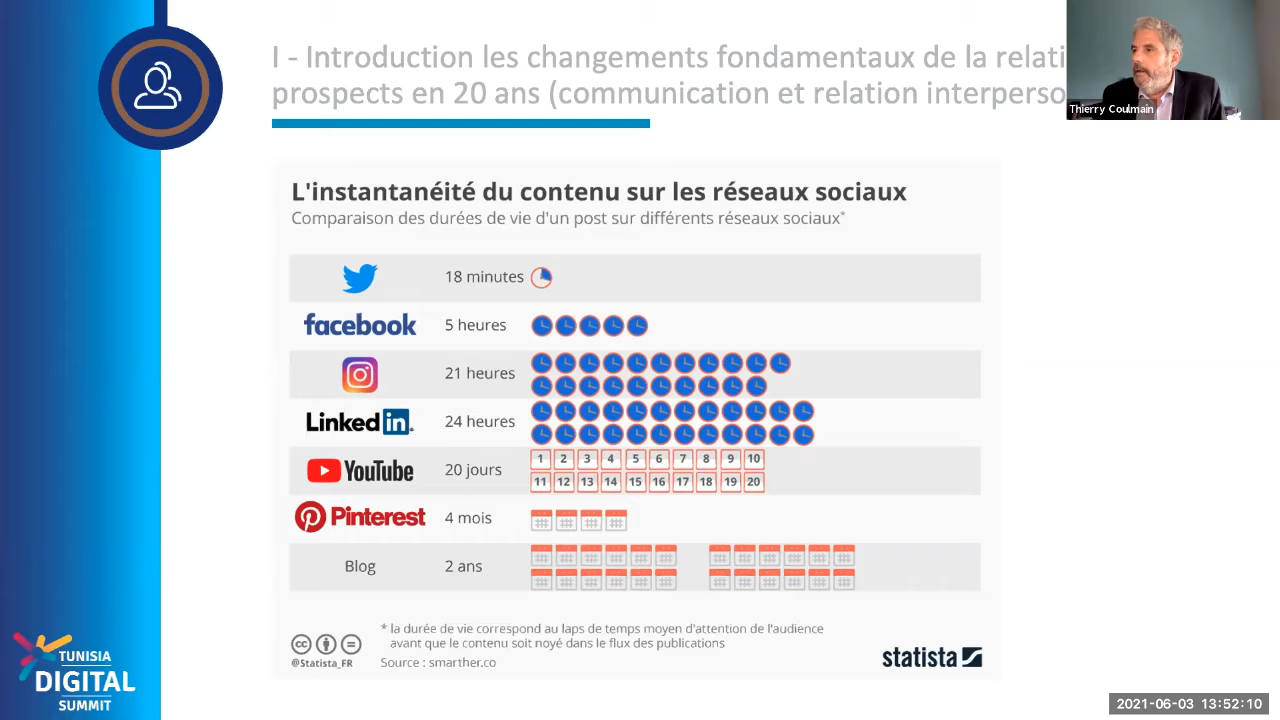 I - Introduction les changements fondamentaux de la relati
prospects en 20 ans (communication et relation interperso
Thierry Coulmain
L'instantanéité du contenu sur les réseaux sociaux
Comparaison des durées de vie d'un post sur différents réseaux sociaux*
18 minutes
facebook 5 heures
21 heures
Linkedin 24 heures
YouTube 20 jours
1 2 3 4 5 6 7 8 9 10
11 12 13 14 15 16 17 18 19 20
Pinterest 4 mois
Blog 2 ans
* la durée de vie correspond au laps de temps moyen d'attention de l'audience
avant que le contenu soit noyé dans le flux des publications
@Statista_FR Source : smarther.co
statista
TUNISIA
DIGITAL
SUMMIT
2021-06-03 13:52:10